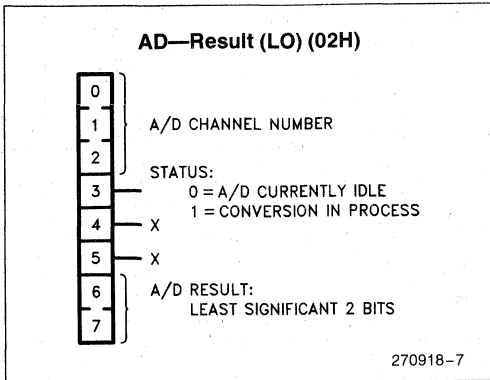 AD—Result (LO) (02H)
0
1
2
A/D CHANNEL NUMBER
3
STATUS:
0 = A/D CURRENTLY IDLE
1 = CONVERSION IN PROCESS
4
X
5
X
6
7
A/D RESULT:
LEAST SIGNIFICANT 2 BITS
270918–7